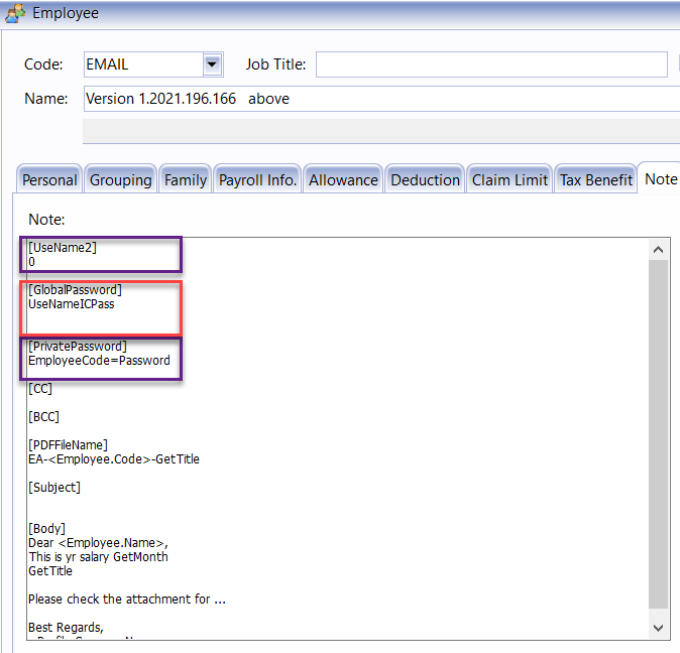 Employee
Code: EMAIL Job Title:
Name: Version 1.2021.196.166 above
Personal Grouping Family Payroll Info. Allowance Deduction Claim Limit Tax Benefit Note
Note:
[UseName2]
0
[GlobalPassword]
UseNameICPass
[PrivatePassword]
EmployeeCode=Password
[CC]
[BCC]
[PDFFileName]
EA-<Employee.Code>-GetTitle
[Subject]
[Body]
Dear <Employee.Name>,
This is yr salary GetMonth
GetTitle
Please check the attachment for ...
Best Regards,